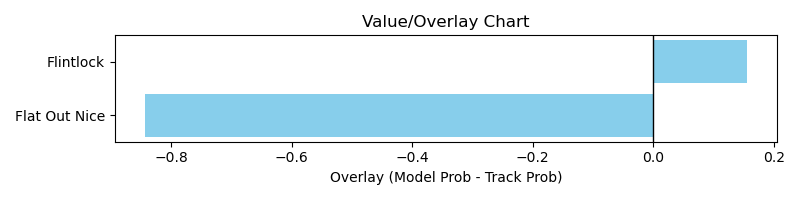 Value/Overlay Chart
Flintlock
Flat Out Nice
−0.8 −0.6 −0.4 −0.2 0.0 0.2
Overlay (Model Prob - Track Prob)